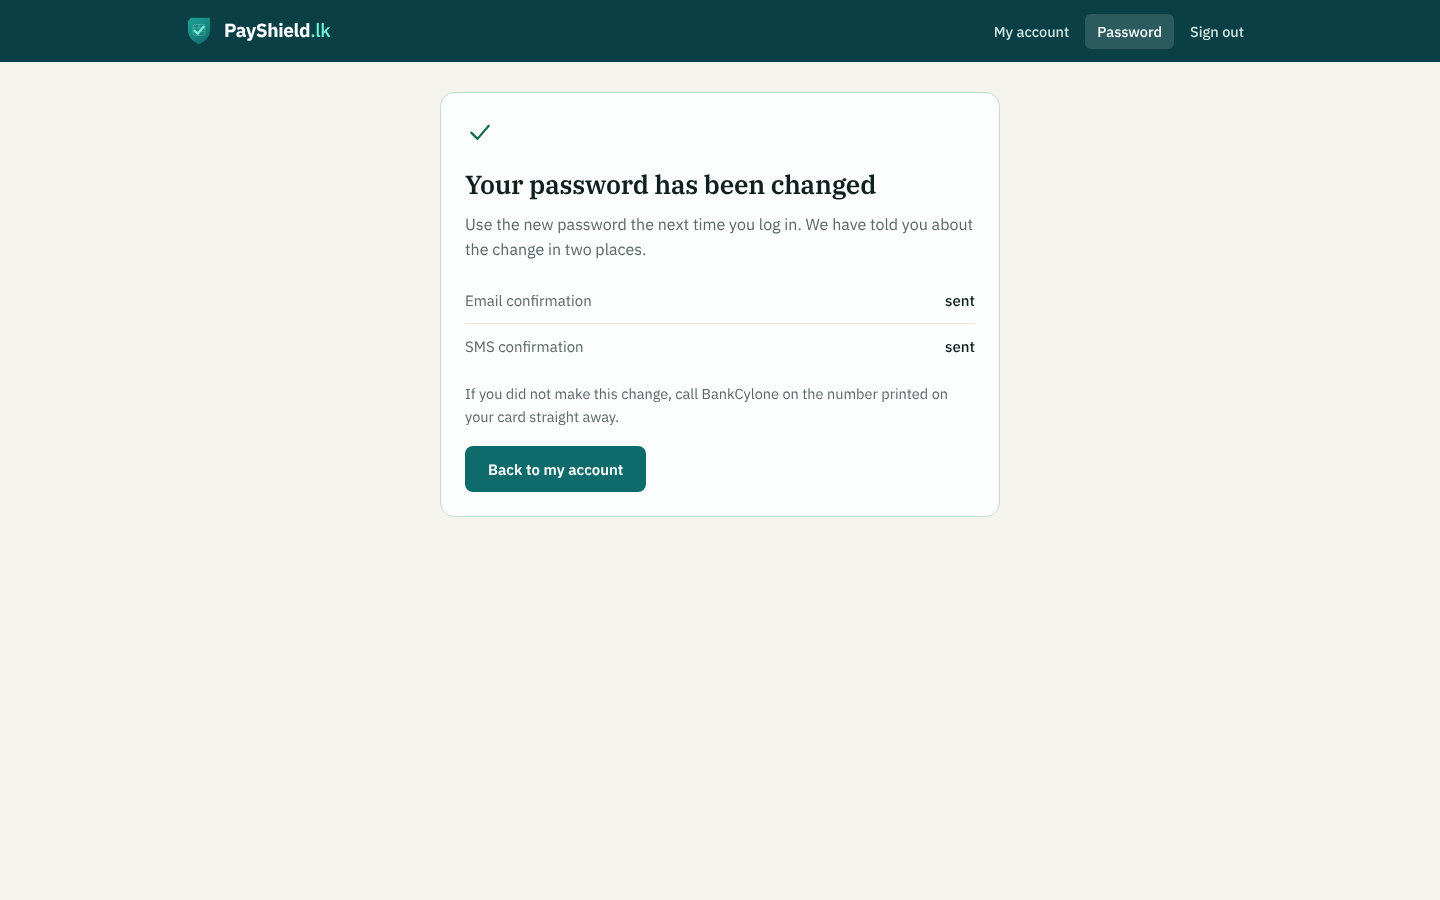 PayShield.lk
My account
Password
Sign out
Your password has been changed
Use the new password the next time you log in. We have told you about
the change in two places.
Email confirmation sent
SMS confirmation sent
If you did not make this change, call BankCylone on the number printed on
your card straight away.
Back to my account